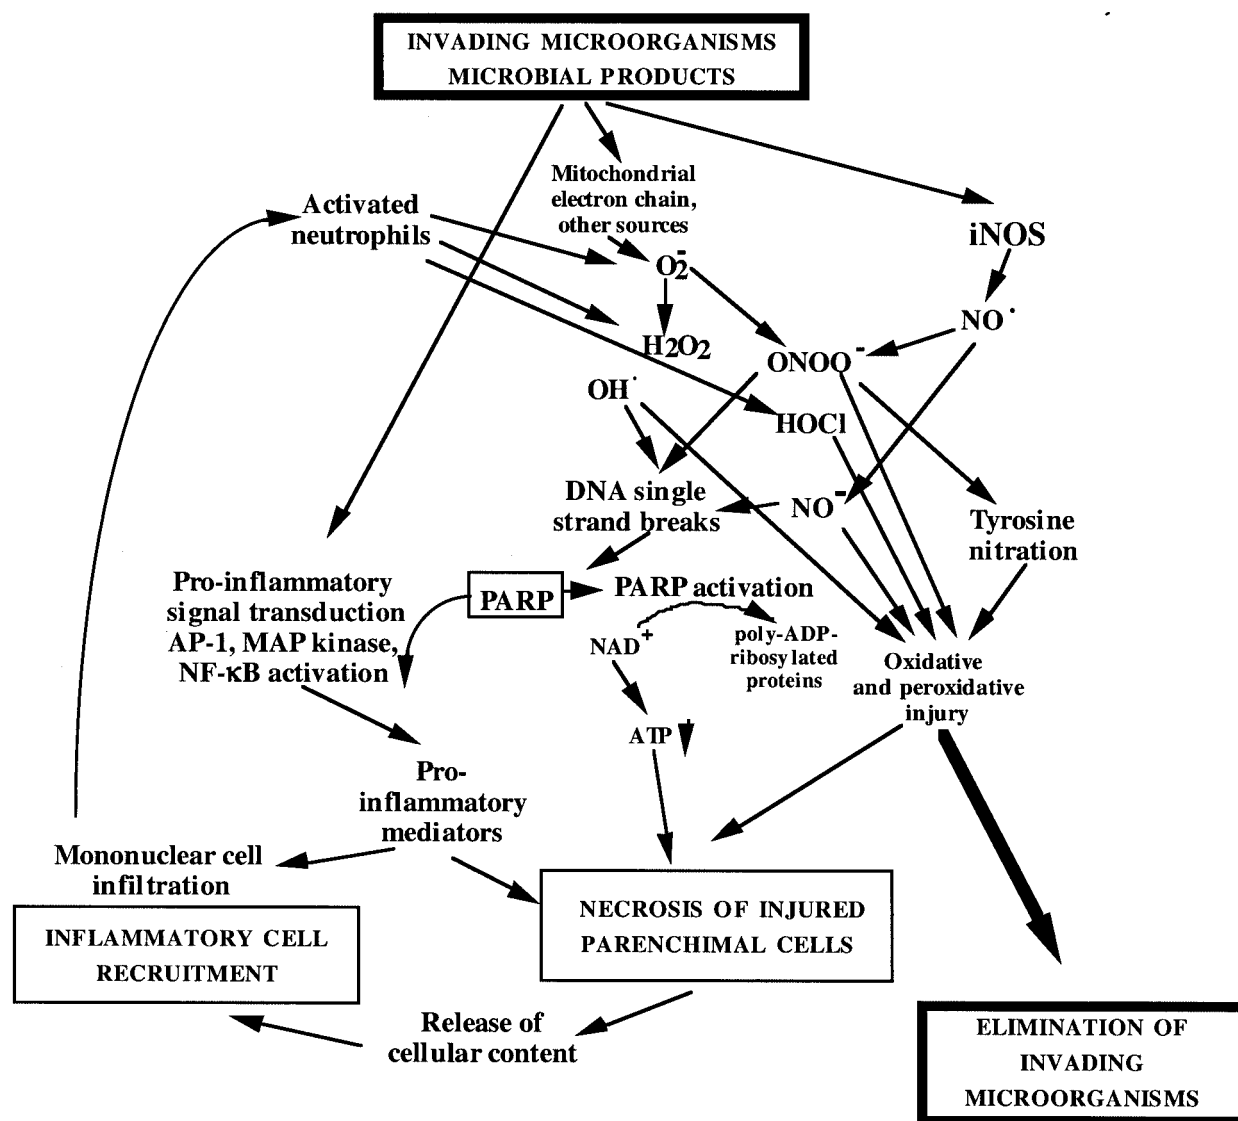 INVADING MICROORGANISMS
MICROBIAL PRODUCTS
Mitochondrial
electron chain,
other sources
Activated
neutrophils
iNOS
O2-
NO·
H2O2
ONOO-
OH·
HOCl
DNA single
strand breaks
NO-
Tyrosine
nitration
Pro-inflammatory
signal transduction
AP-1, MAP kinase,
NF-κB activation
PARP
PARP activation
NAD+
poly-ADP-
ribosylated
proteins
Oxidative
and peroxidative
injury
ATP
Pro-
inflammatory
mediators
Mononuclear cell
infiltration
INFLAMMATORY CELL
RECRUITMENT
NECROSIS OF INJURED
PARENCHIMAL CELLS
Release of
cellular content
ELIMINATION OF
INVADING
MICROORGANISMS